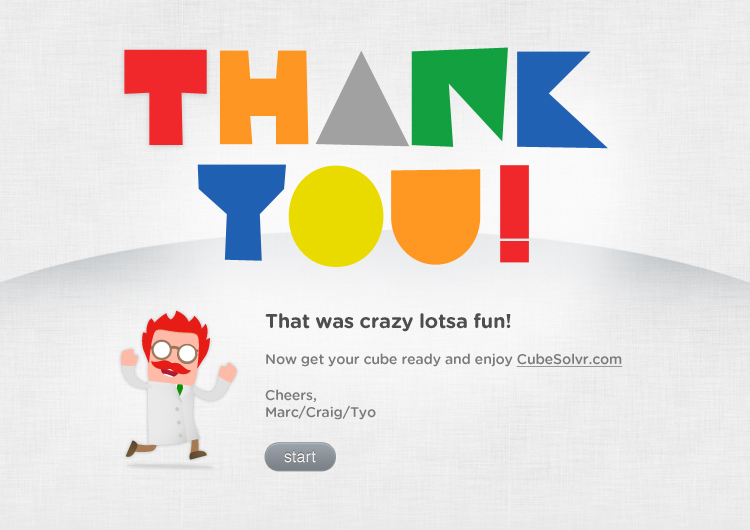 THANK
YOU!
That was crazy lotsa fun!
Now get your cube ready and enjoy CubeSolvr.com
Cheers,
Marc/Craig/Tyo
start